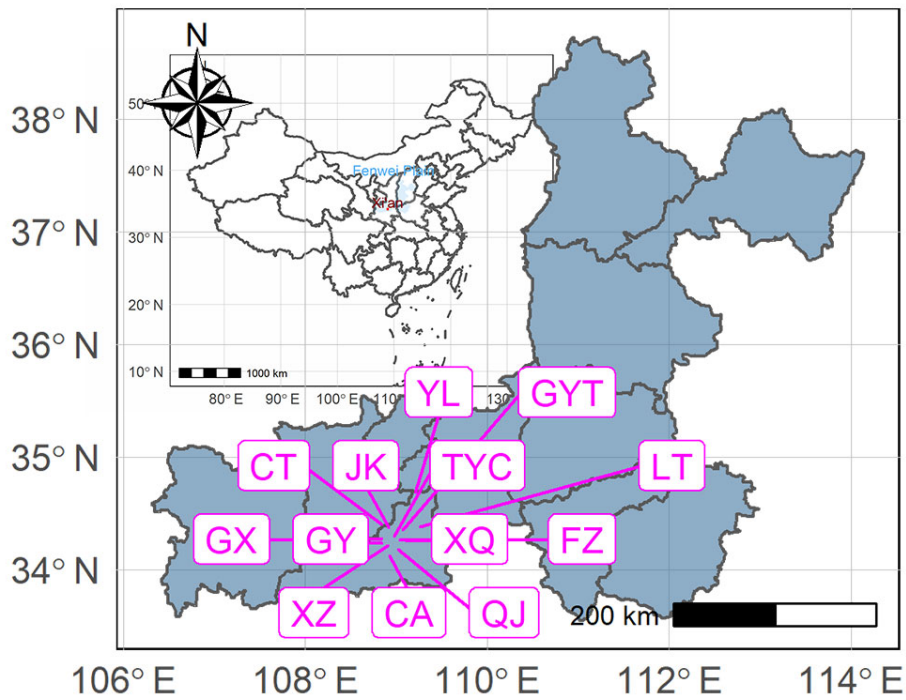 N
38° N
37° N
36° N
35° N
34° N
50°
40° N
30° N
20° N
10° N
Fenwei Plain
Xi'an
1000 km
80° E 90° E 100° E 110° 130°
YL GYT
CT JK TYC LT
GX GY XQ FZ
XZ CA QJ
200 km
106° E 108° E 110° E 112° E 114° E